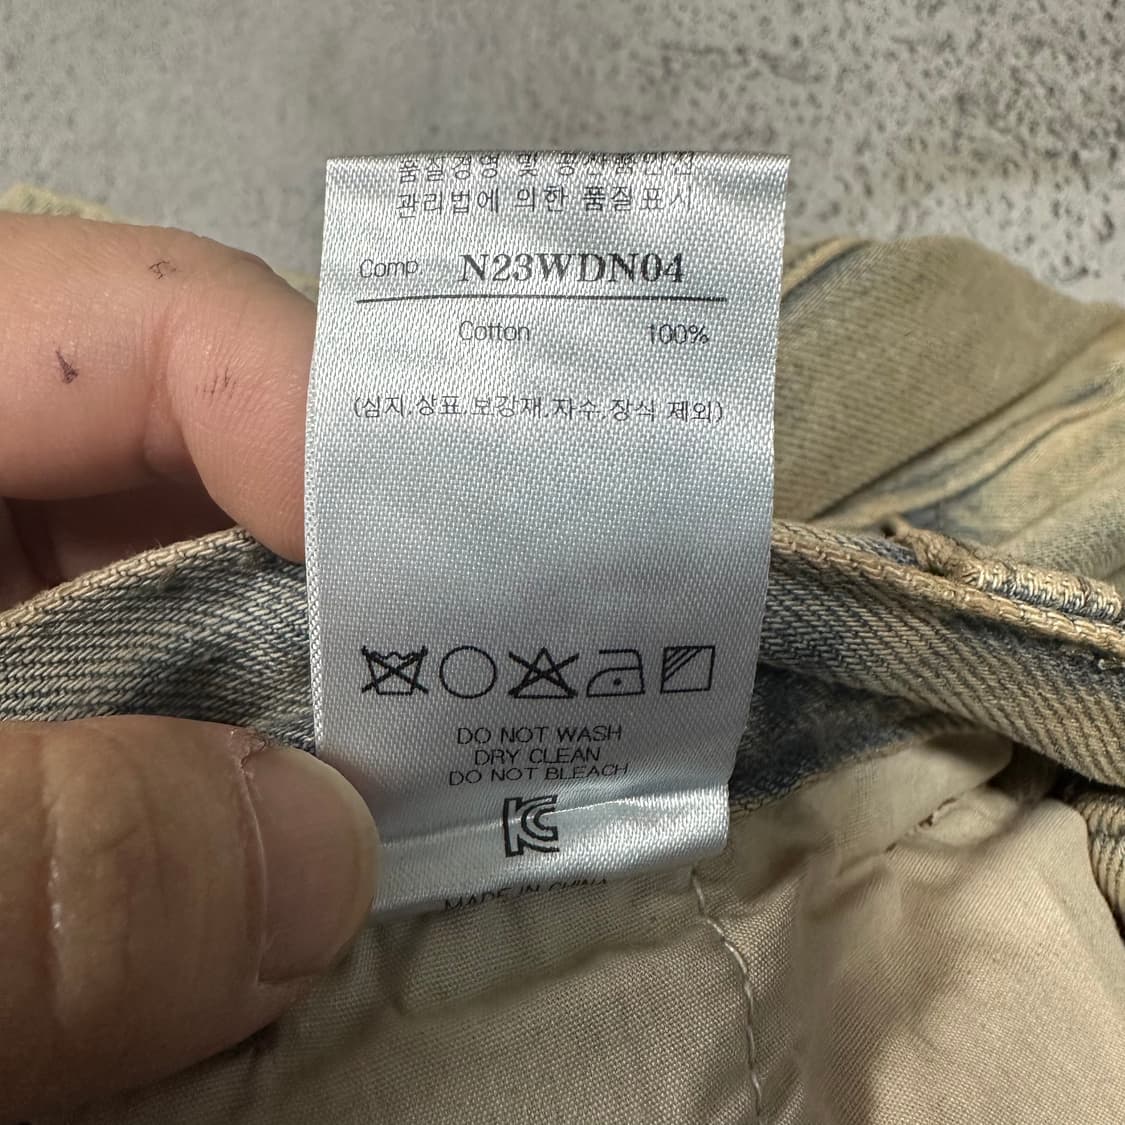 품질경영 및 공산품안전
관리법에 의한 품질표시
Comp N23WDN04
Cotton 100%
(심지,상표,보강재,자수,장식 제외)
DO NOT WASH
DRY CLEAN
DO NOT BLEACH
KC
MADE IN CHINA